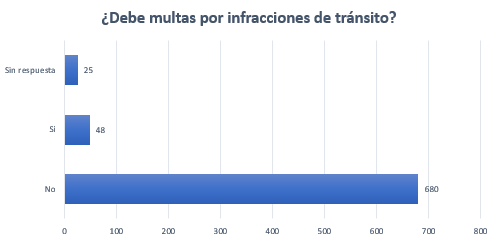 ¿Debe multas por infracciones de tránsito?
Sin respuesta 25
Si 48
No 680
0 100 200 300 400 500 600 700 800